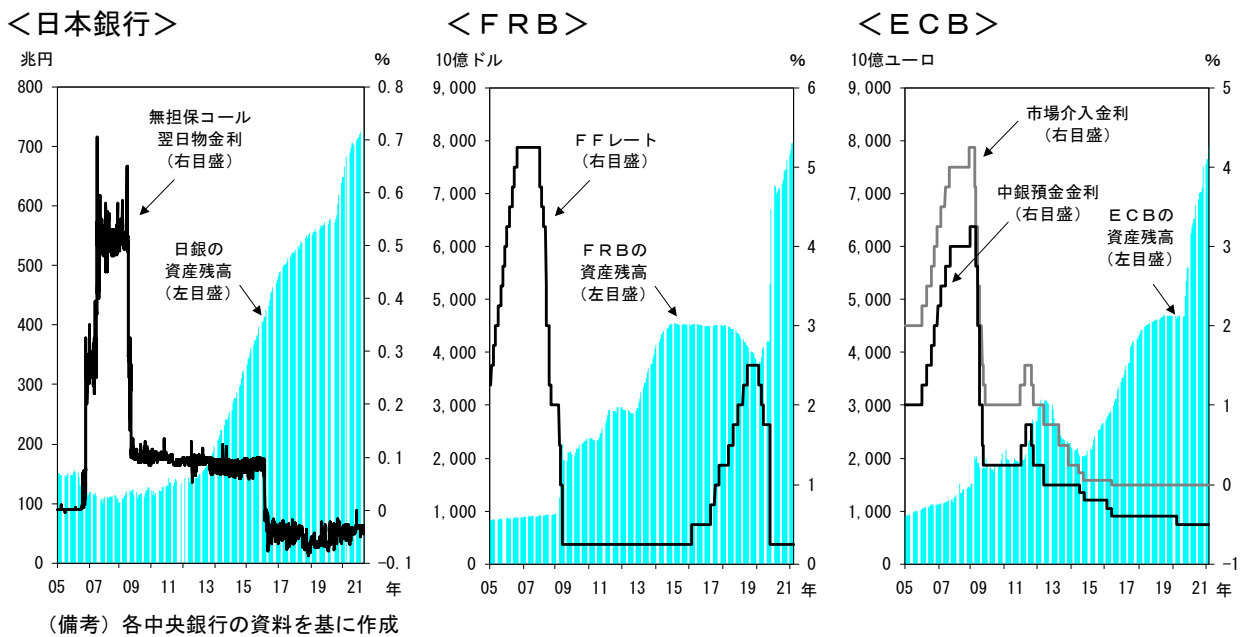 ＜日本銀行＞
兆円
%
800
700
600
500
400
300
200
100
0
0.8
0.7
0.6
0.5
0.4
0.3
0.2
0.1
0
−0.1
05 07 09 11 13 15 17 19 21 年
無担保コール
翌日物金利
（右目盛）
日銀の
資産残高
（左目盛）
＜ＦＲＢ＞
10億ドル
%
9,000
8,000
7,000
6,000
5,000
4,000
3,000
2,000
1,000
0
6
5
4
3
2
1
0
05 07 09 11 13 15 17 19 21 年
ＦＦレート
（右目盛）
ＦＲＢの
資産残高
（左目盛）
＜ＥＣＢ＞
10億ユーロ
%
9,000
8,000
7,000
6,000
5,000
4,000
3,000
2,000
1,000
0
5
4
3
2
1
0
−1
05 07 09 11 13 15 17 19 21 年
市場介入金利
（右目盛）
中銀預金金利
（右目盛）
ＥＣＢの
資産残高
（左目盛）
（備考）各中央銀行の資料を基に作成